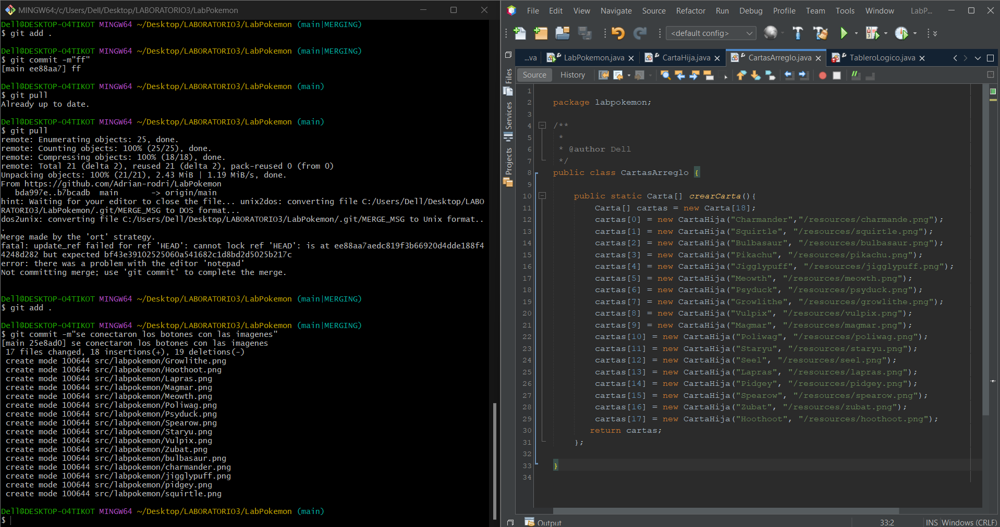 MINGW64:/c/Users/Dell/Desktop/LABORATORIO3/LabPokemon
Dell@DESKTOP-O4TIKOT MINGW64 ~/Desktop/LABORATORIO3/LabPokemon (main|MERGING)
$ git add .
Dell@DESKTOP-O4TIKOT MINGW64 ~/Desktop/LABORATORIO3/LabPokemon (main|MERGING)
$ git commit -m"ff"
[main ee88aa7] ff
Dell@DESKTOP-O4TIKOT MINGW64 ~/Desktop/LABORATORIO3/LabPokemon (main)
$ git pull
Already up to date.
Dell@DESKTOP-O4TIKOT MINGW64 ~/Desktop/LABORATORIO3/LabPokemon (main)
$ git pull
remote: Enumerating objects: 25, done.
remote: Counting objects: 100% (25/25), done.
remote: Compressing objects: 100% (18/18), done.
remote: Total 21 (delta 2), reused 21 (delta 2), pack-reused 0 (from 0)
Unpacking objects: 100% (21/21), 2.43 MiB | 1.19 MiB/s, done.
From https://github.com/Adrian-rodri/LabPokemon
bda997e..b7bcadb main -> origin/main
hint: Waiting for your editor to close the file... unix2dos: converting file C:/Users/Dell/Desktop/LABO
RATORIO3/LabPokemon/.git/MERGE_MSG to DOS format...
dos2unix: converting file C:/Users/Dell/Desktop/LABORATORIO3/LabPokemon/.git/MERGE_MSG to Unix format..
.
Merge made by the 'ort' strategy.
fatal: update_ref failed for ref 'HEAD': cannot lock ref 'HEAD': is at ee88aa7aedc819f3b66920d4dde188f4
4248d282 but expected bf43e39102525060a541682c1d8bd2d5025b217c
error: there was a problem with the editor 'notepad'
Not committing merge; use 'git commit' to complete the merge.
Dell@DESKTOP-O4TIKOT MINGW64 ~/Desktop/LABORATORIO3/LabPokemon (main|MERGING)
$ git add .
Dell@DESKTOP-O4TIKOT MINGW64 ~/Desktop/LABORATORIO3/LabPokemon (main|MERGING)
$ git commit -m"se conectaron los botones con las imagenes"
[main 25e8ad0] se conectaron los botones con las imagenes
17 files changed, 18 insertions(+), 19 deletions(-)
create mode 100644 src/labpokemon/Growlithe.png
create mode 100644 src/labpokemon/Hoothoot.png
create mode 100644 src/labpokemon/Lapras.png
create mode 100644 src/labpokemon/Magmar.png
create mode 100644 src/labpokemon/Meowth.png
create mode 100644 src/labpokemon/Poliwag.png
create mode 100644 src/labpokemon/Psyduck.png
create mode 100644 src/labpokemon/Spearow.png
create mode 100644 src/labpokemon/Staryu.png
create mode 100644 src/labpokemon/Vulpix.png
create mode 100644 src/labpokemon/Zubat.png
create mode 100644 src/labpokemon/bulbasaur.png
create mode 100644 src/labpokemon/charmander.png
create mode 100644 src/labpokemon/jigglypuff.png
create mode 100644 src/labpokemon/pidgey.png
create mode 100644 src/labpokemon/squirtle.png
Dell@DESKTOP-O4TIKOT MINGW64 ~/Desktop/LABORATORIO3/LabPokemon (main)
$
File Edit View Navigate Source Refactor Run Debug Profile Team Tools Window LabP...
<default config>
...va LabPokemon.java CartaHija.java CartasArreglo.java TableroLogico.java
Source History
Files
Services
Projects
1
2 package labpokemon;
3
4 /**
5 *
6 * @author Dell
7 */
8 public class CartasArreglo {
9
10 public static Carta[] crearCarta(){
11 Carta[] cartas = new Carta[18];
12 cartas[0] = new CartaHija("Charmander","/resources/charmande.png");
13 cartas[1] = new CartaHija("Squirtle", "/resources/squirtle.png");
14 cartas[2] = new CartaHija("Bulbasaur", "/resources/bulbasaur.png");
15 cartas[3] = new CartaHija("Pikachu", "/resources/pikachu.png");
16 cartas[4] = new CartaHija("Jigglypuff", "/resources/jigglypuff.png");
17 cartas[5] = new CartaHija("Meowth", "/resources/meowth.png");
18 cartas[6] = new CartaHija("Psyduck", "/resources/psyduck.png");
19 cartas[7] = new CartaHija("Growlithe", "/resources/growlithe.png");
20 cartas[8] = new CartaHija("Vulpix", "/resources/vulpix.png");
21 cartas[9] = new CartaHija("Magmar", "/resources/magmar.png");
22 cartas[10] = new CartaHija("Poliwag", "/resources/poliwag.png");
23 cartas[11] = new CartaHija("Staryu", "/resources/staryu.png");
24 cartas[12] = new CartaHija("Seel", "/resources/seel.png");
25 cartas[13] = new CartaHija("Lapras", "/resources/lapras.png");
26 cartas[14] = new CartaHija("Pidgey", "/resources/pidgey.png");
27 cartas[15] = new CartaHija("Spearow", "/resources/spearow.png");
28 cartas[16] = new CartaHija("Zubat", "/resources/zubat.png");
29 cartas[17] = new CartaHija("Hoothoot", "/resources/hoothoot.png");
30 return cartas;
31 };
32
33 }
34
Output
33:2 INS Windows (CRLF)